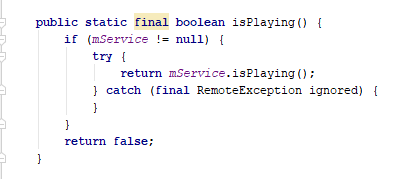 public static final boolean isPlaying() {
if (mService != null) {
try {
return mService.isPlaying();
} catch (final RemoteException ignored) {
}
}
return false;
}